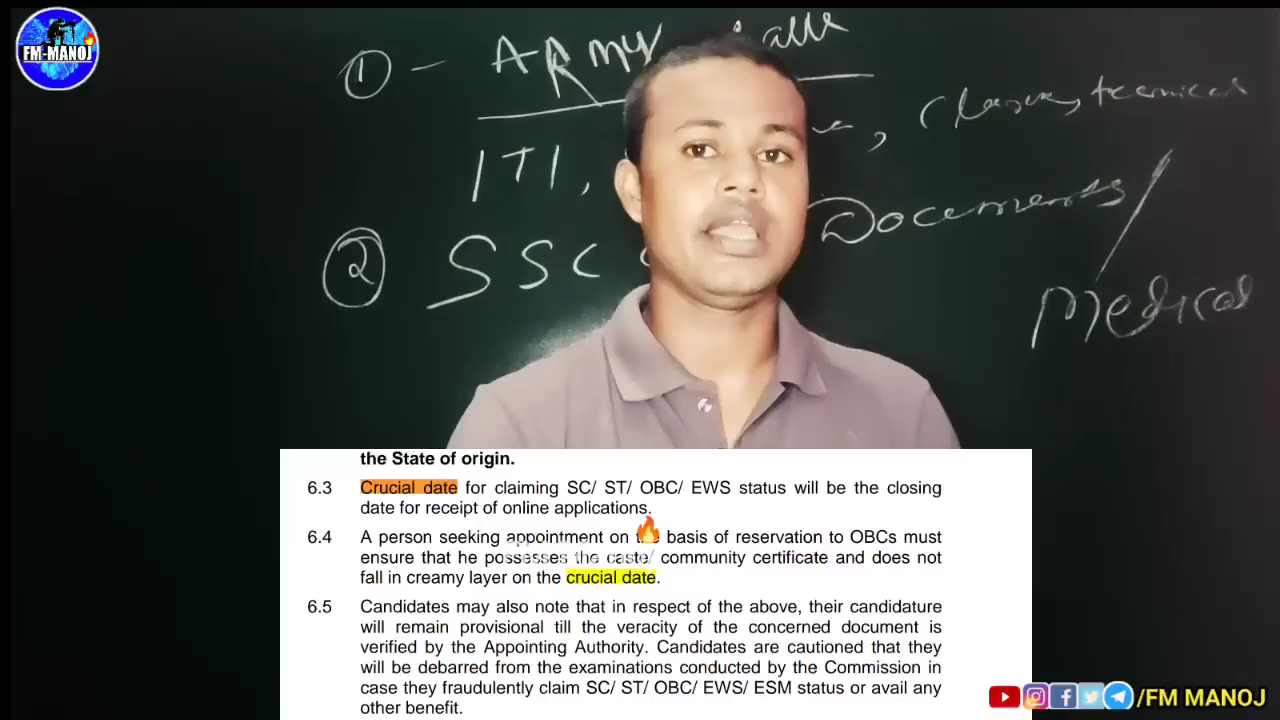 FM-MANOJ
① - ARMY
ITI,
, technical
② SSC
Documents/
Medical
the State of origin.
6.3 Crucial date for claiming SC/ ST/ OBC/ EWS status will be the closing
date for receipt of online applications.
6.4 A person seeking appointment on the basis of reservation to OBCs must
ensure that he possesses the caste/ community certificate and does not
fall in creamy layer on the crucial date.
6.5 Candidates may also note that in respect of the above, their candidature
will remain provisional till the veracity of the concerned document is
verified by the Appointing Authority. Candidates are cautioned that they
will be debarred from the examinations conducted by the Commission in
case they fraudulently claim SC/ ST/ OBC/ EWS/ ESM status or avail any
other benefit.
/FM MANOJ